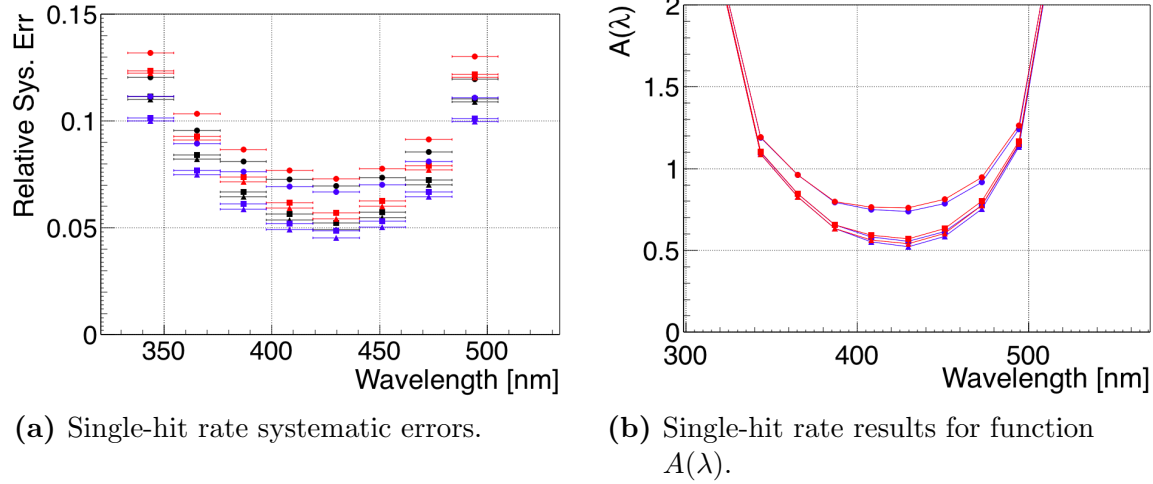 Relative Sys. Err
0.15
0.1
0.05
0
350
400
450
500
Wavelength [nm]
A(λ)
2
1.5
1
0.5
0
300
400
500
Wavelength [nm]
(a) Single-hit rate systematic errors.
(b) Single-hit rate results for function
A(λ).